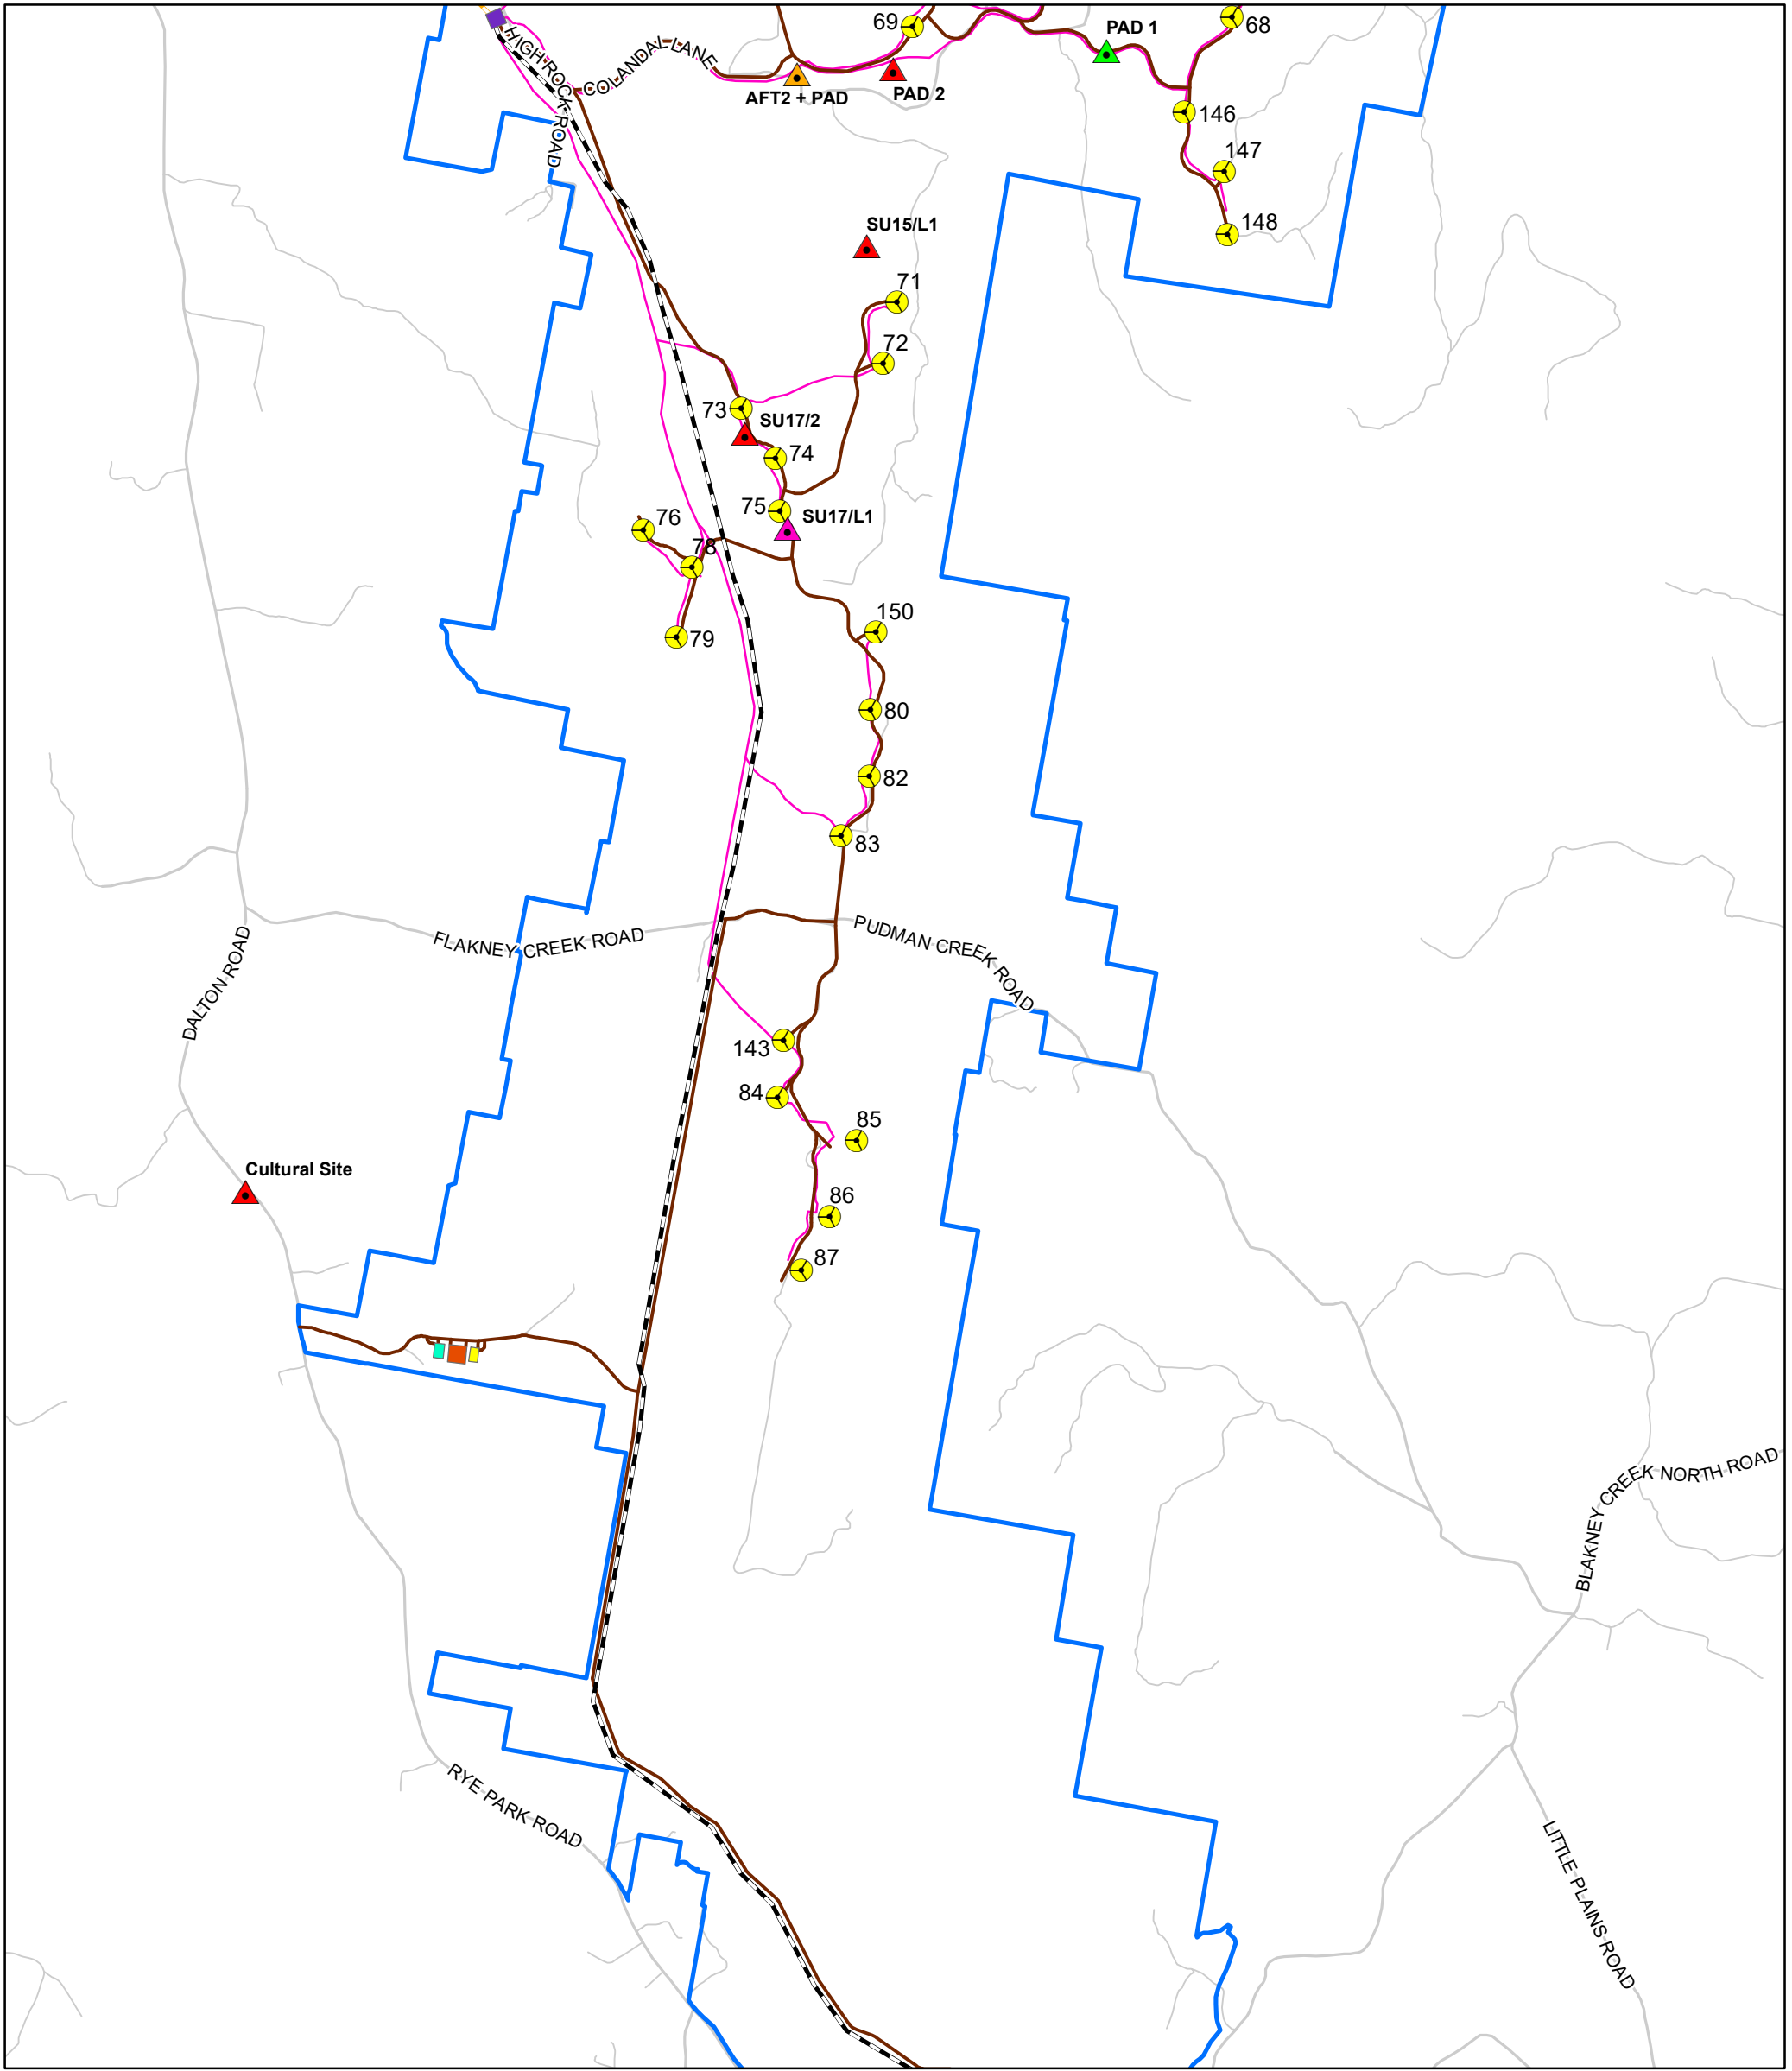 69
PAD 1
68
HIGH ROCK ROAD
COLANDAL LANE
AFT2 + PAD
PAD 2
146
147
148
SU15/L1
71
72
73
SU17/2
74
75
SU17/L1
76
78
79
150
80
82
83
FLAKNEY CREEK ROAD
PUDMAN CREEK ROAD
DALTON ROAD
143
84
85
Cultural Site
86
87
BLAKNEY CREEK NORTH ROAD
RYE PARK ROAD
LITTLE PLAINS ROAD